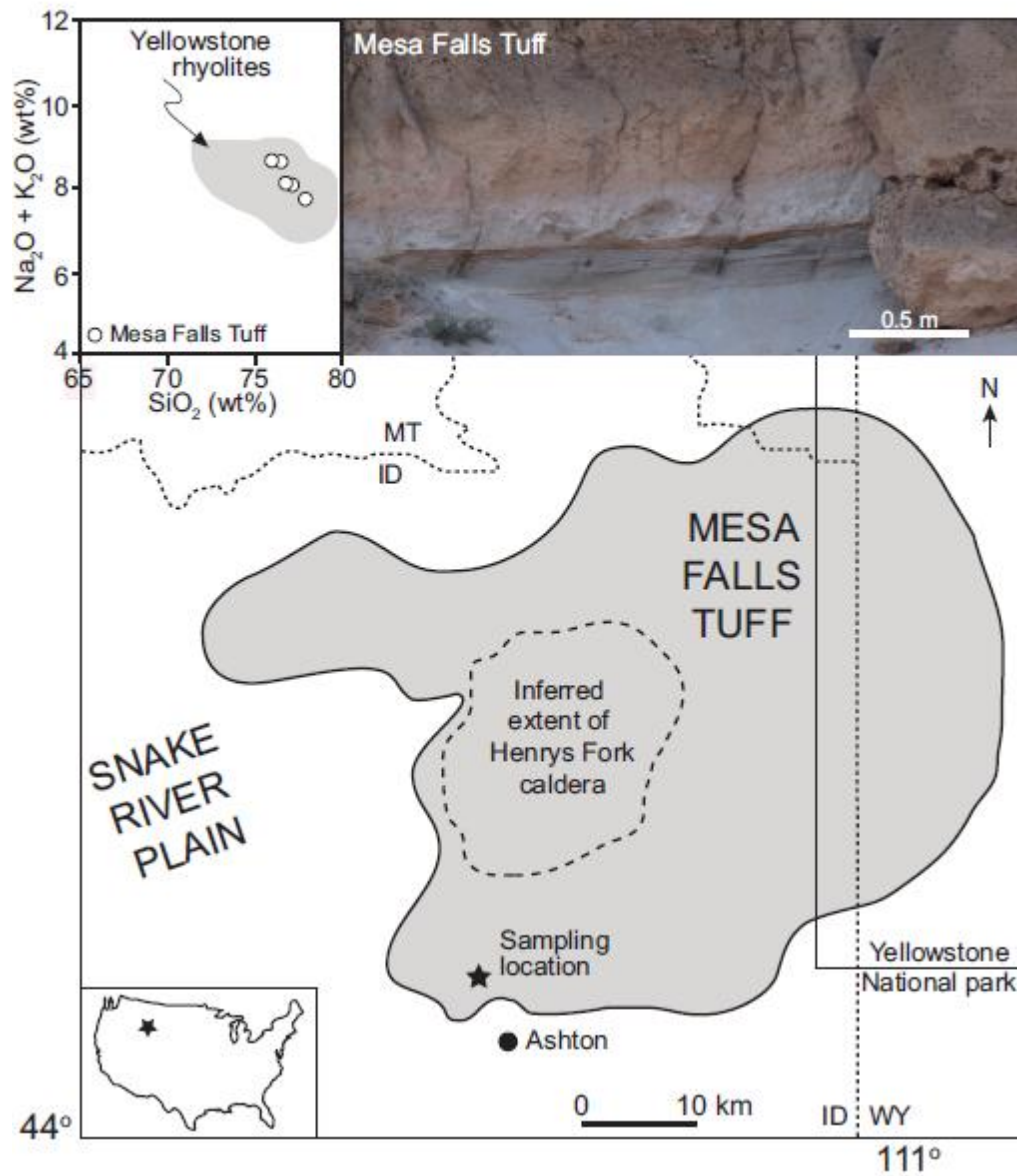 12
10
8
6
4
Na₂O + K₂O (wt%)
Yellowstone
rhyolites
Mesa Falls Tuff
65
70
75
80
SiO₂ (wt%)
Mesa Falls Tuff
0.5 m
N
MT
ID
MESA
FALLS
TUFF
Inferred
extent of
Henrys Fork
caldera
SNAKE
RIVER
PLAIN
Sampling
location
Yellowstone
National park
Ashton
0
10 km
ID
WY
44°
111°